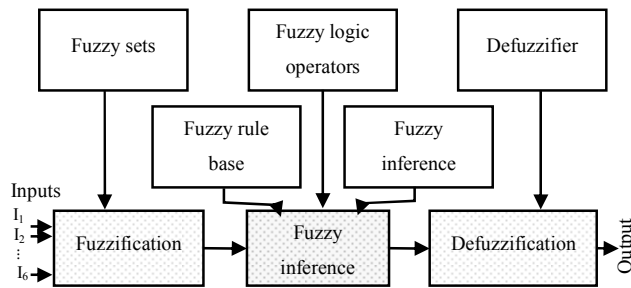 Fuzzy sets
Fuzzy logic
operators
Defuzzifier
Fuzzy rule
base
Fuzzy
inference
Inputs
I1
I2
...
I6
Fuzzification
Fuzzy
inference
Defuzzification
Output